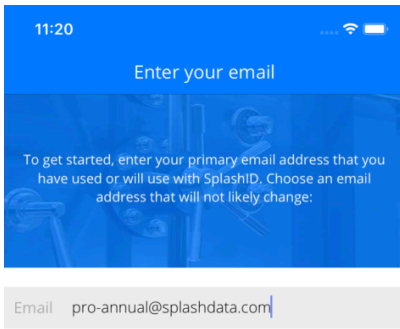 11:20
Enter your email
To get started, enter your primary email address that you
have used or will use with SplashID. Choose an email
address that will not likely change:
Email pro-annual@splashdata.com